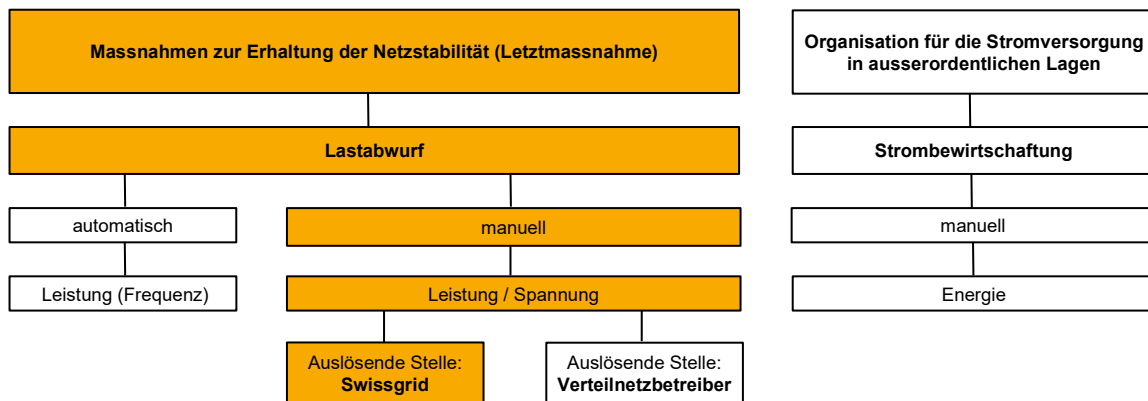 Massnahmen zur Erhaltung der Netzstabilität (Letztmassnahme)
Organisation für die Stromversorgung
in ausserordentlichen Lagen
Lastabwurf
Strombewirtschaftung
automatisch
manuell
manuell
Leistung (Frequenz)
Leistung / Spannung
Energie
Auslösende Stelle:
Swissgrid
Auslösende Stelle:
Verteilnetzbetreiber